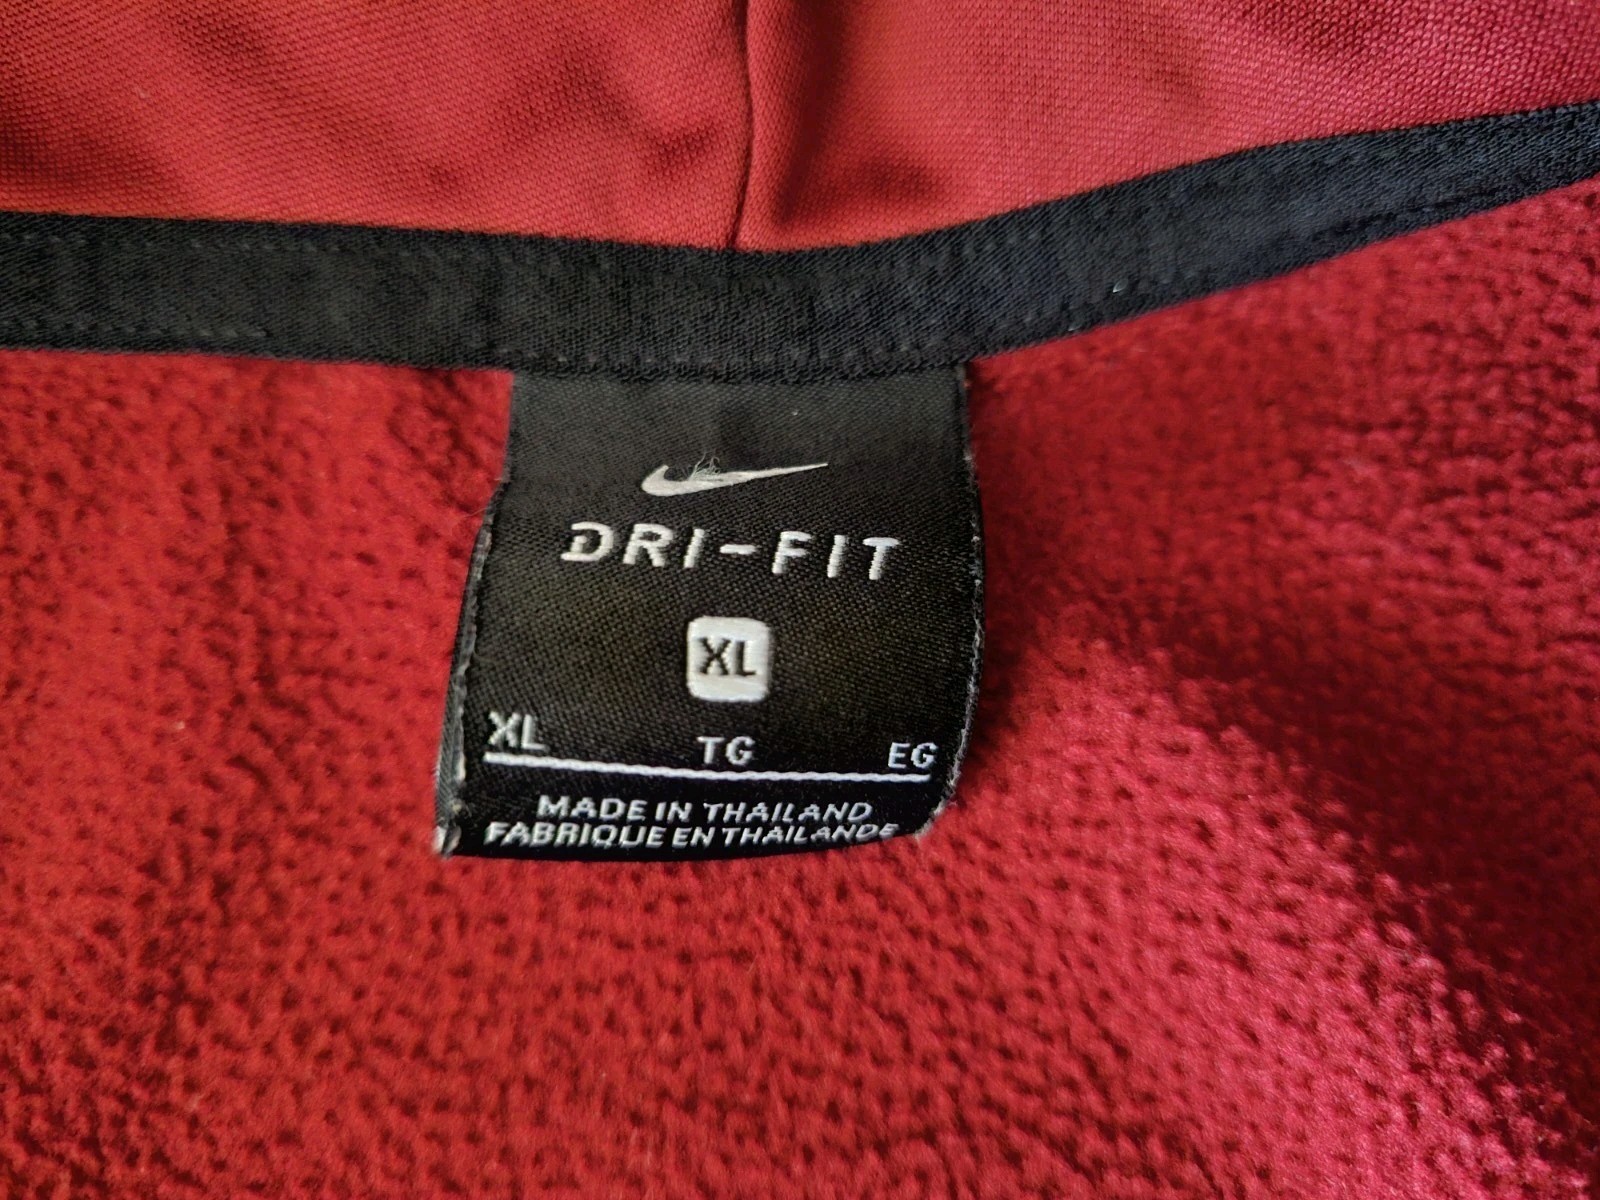 DRI-FIT
XL
XL TG EG
MADE IN THAILAND
FABRIQUE EN THAILANDE